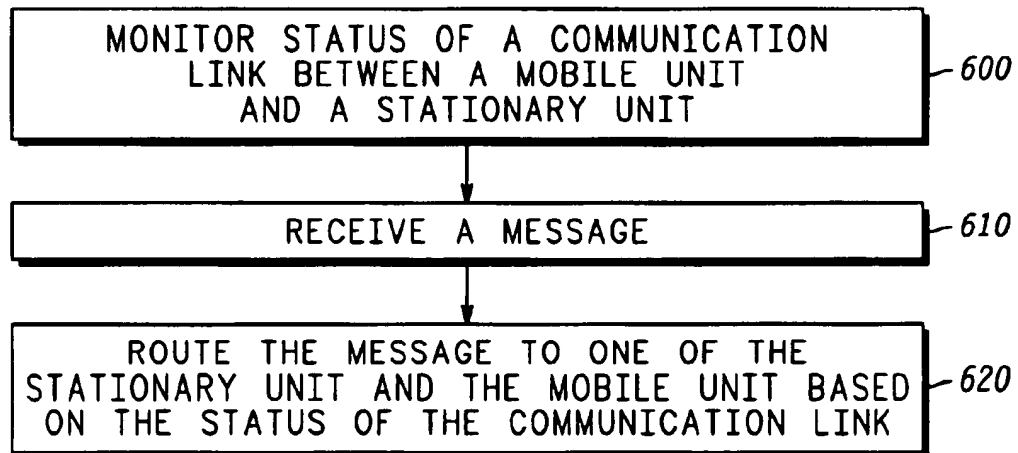 MONITOR STATUS OF A COMMUNICATION
LINK BETWEEN A MOBILE UNIT
AND A STATIONARY UNIT
600
RECEIVE A MESSAGE
610
ROUTE THE MESSAGE TO ONE OF THE
STATIONARY UNIT AND THE MOBILE UNIT BASED
ON THE STATUS OF THE COMMUNICATION LINK
620